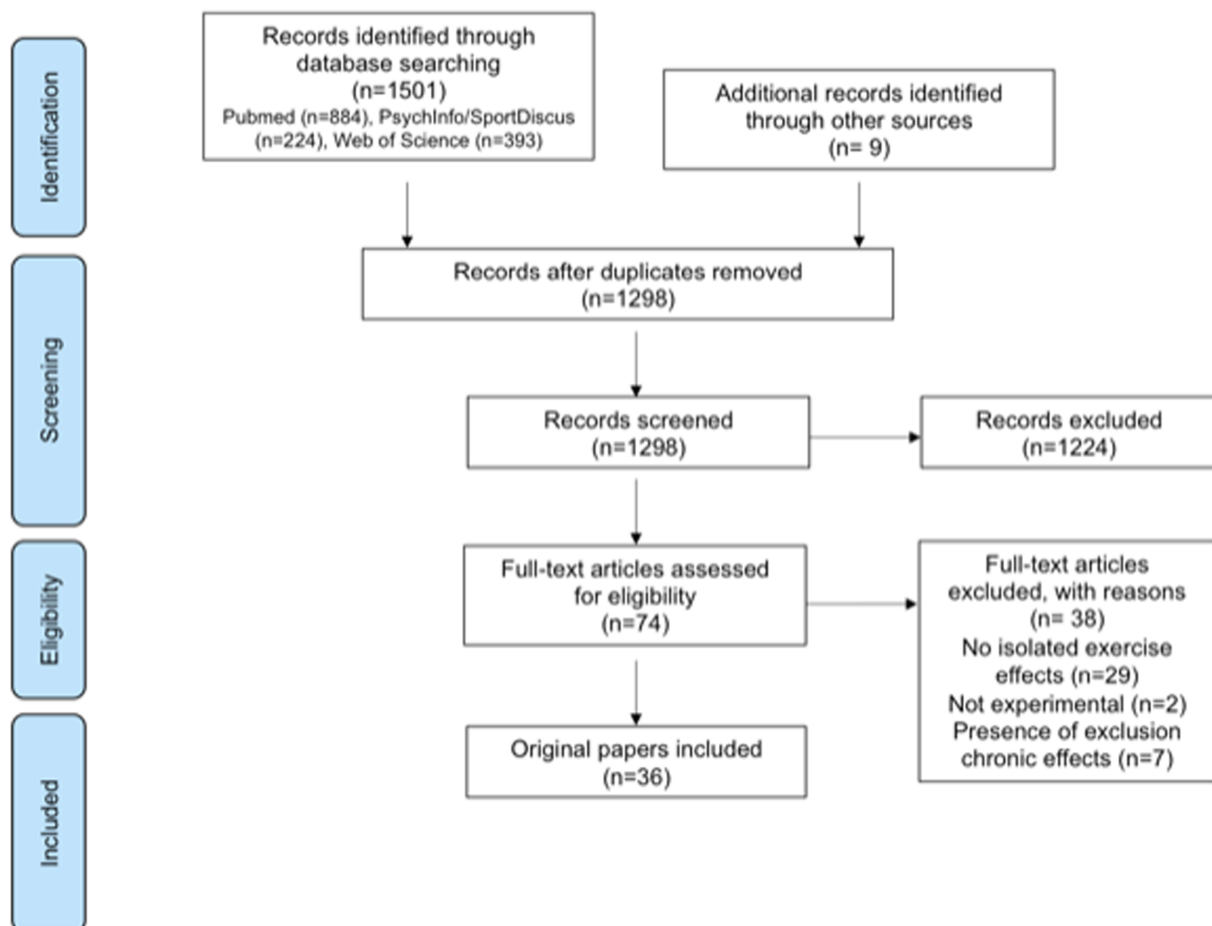 Identification
Records identified through
database searching
(n=1501)
Pubmed (n=884), PsychInfo/SportDiscus
(n=224), Web of Science (n=393)
Additional records identified
through other sources
(n= 9)
Screening
Records after duplicates removed
(n=1298)
Records screened
(n=1298)
Records excluded
(n=1224)
Eligibility
Full-text articles assessed
for eligibility
(n=74)
Full-text articles
excluded, with reasons
(n= 38)
No isolated exercise
effects (n=29)
Not experimental (n=2)
Presence of exclusion
chronic effects (n=7)
Included
Original papers included
(n=36)